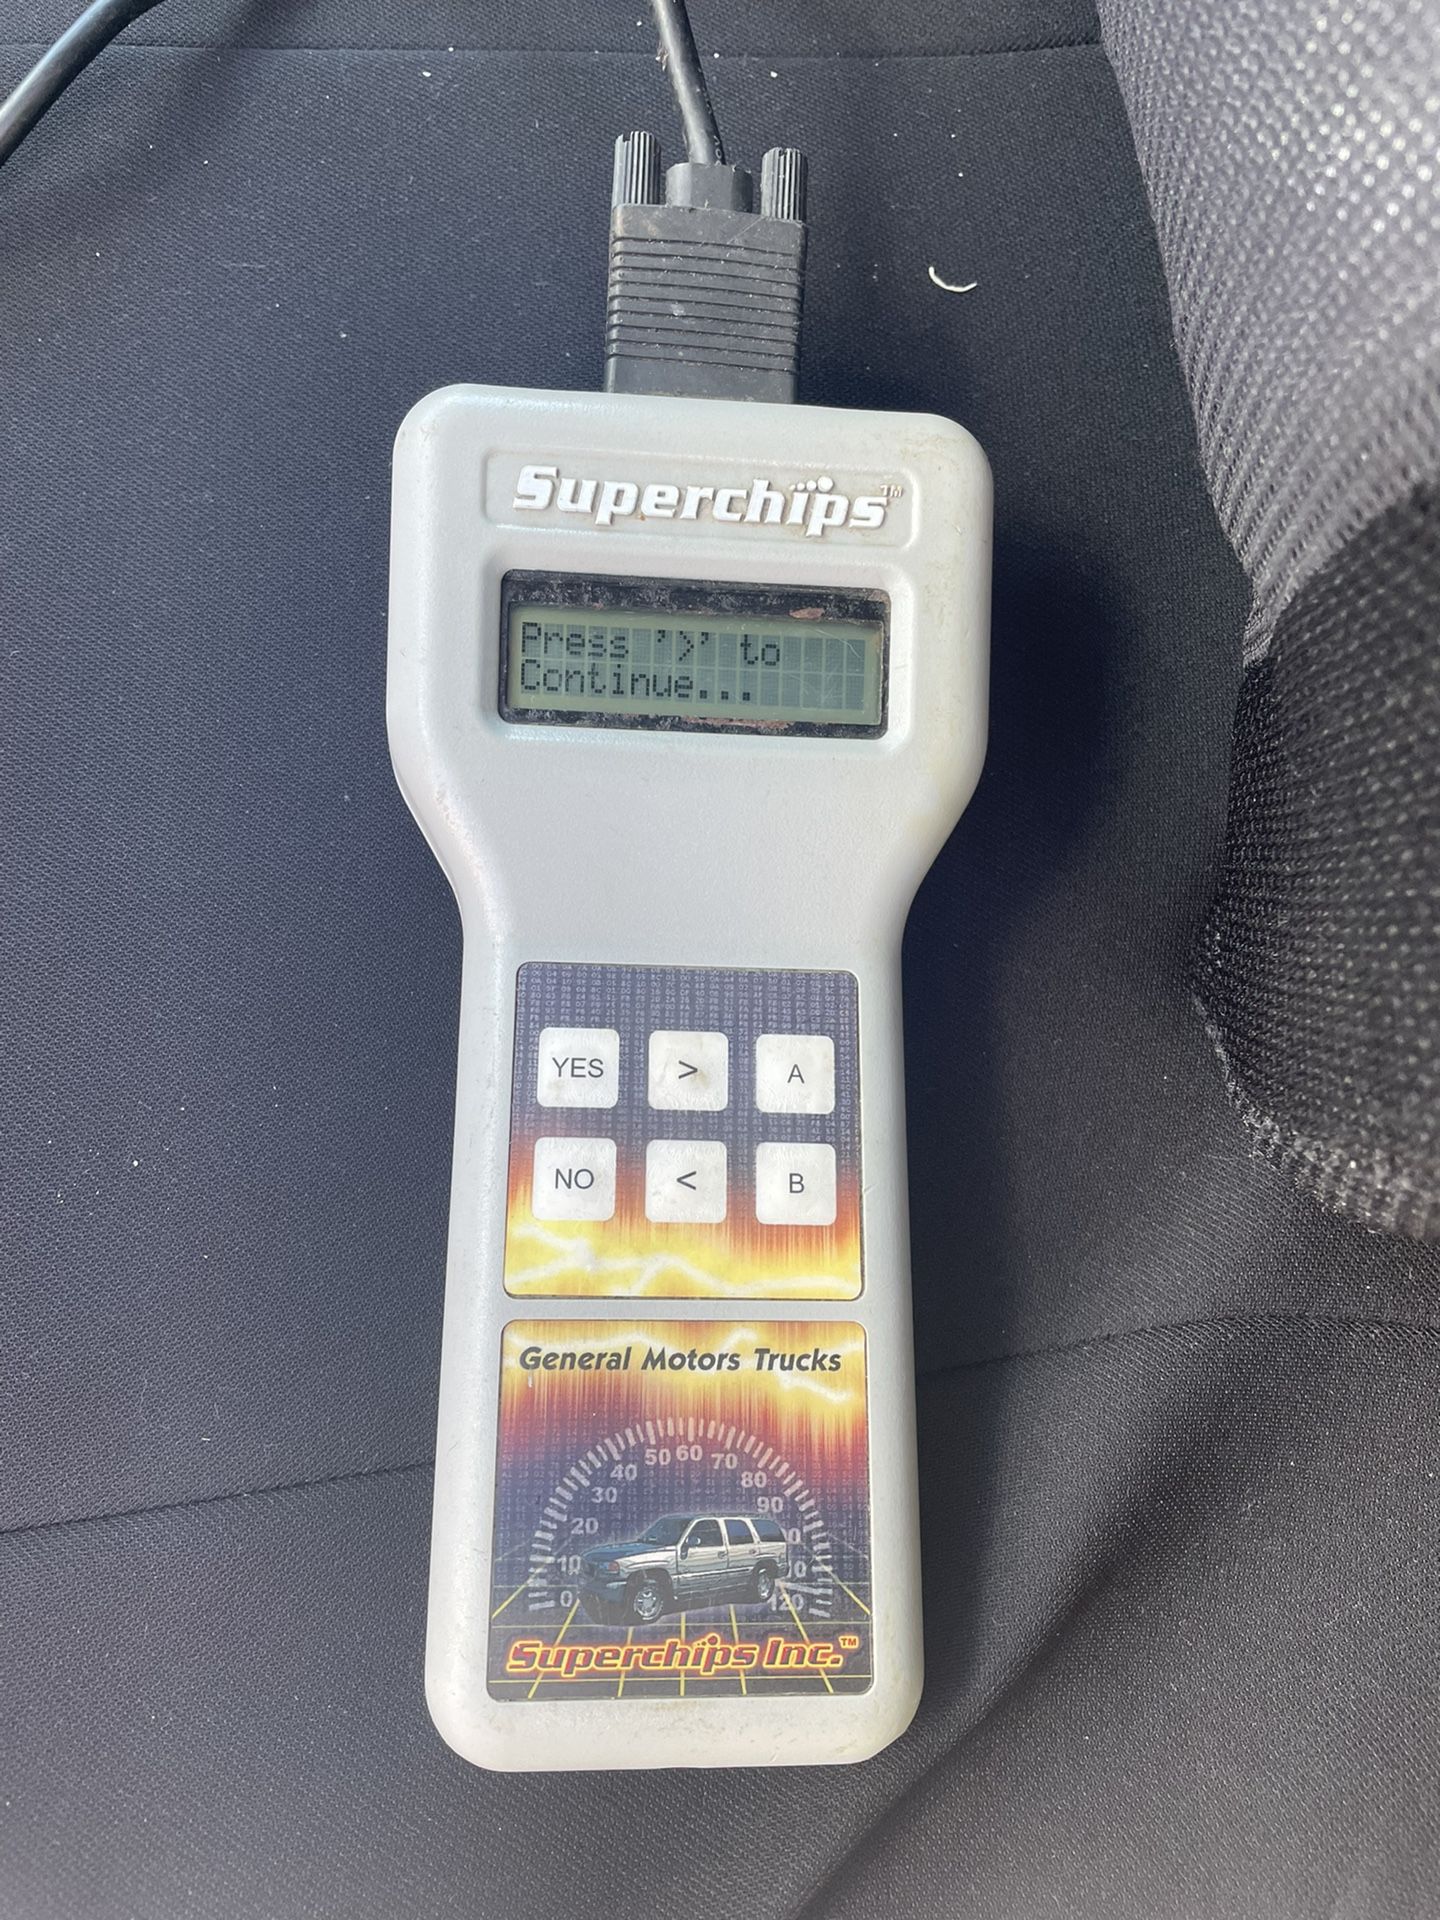 Superchips™
Press '>' to
Continue...
YES > A
NO < B
General Motors Trucks
0 10 20 30 40 50 60 70 80 90 120
Superchips Inc.™